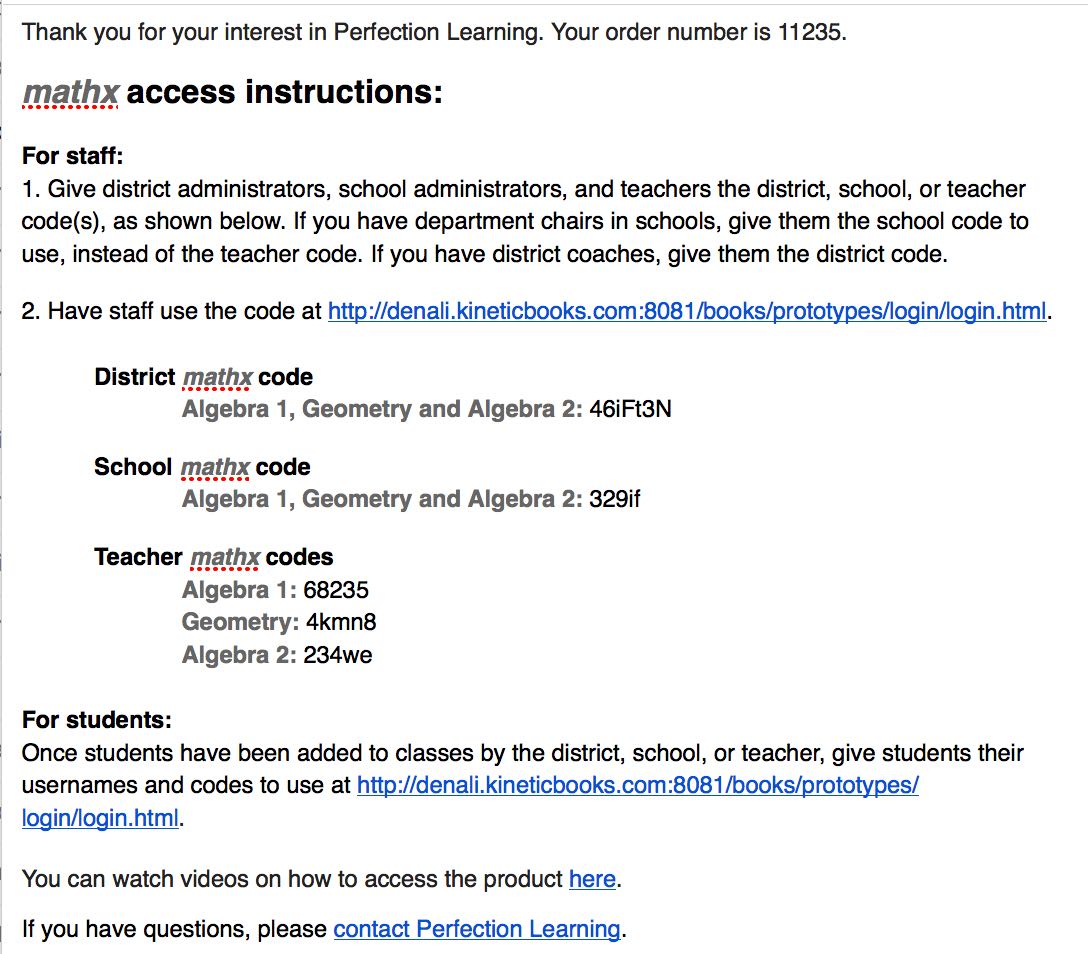 Thank you for your interest in Perfection Learning. Your order number is 11235.
mathx access instructions:
For staff:
1. Give district administrators, school administrators, and teachers the district, school, or teacher
code(s), as shown below. If you have department chairs in schools, give them the school code to
use, instead of the teacher code. If you have district coaches, give them the district code.
2. Have staff use the code at http://denali.kineticbooks.com:8081/books/prototypes/login/login.html.
District mathx code
Algebra 1, Geometry and Algebra 2: 46iFt3N
School mathx code
Algebra 1, Geometry and Algebra 2: 329if
Teacher mathx codes
Algebra 1: 68235
Geometry: 4kmn8
Algebra 2: 234we
For students:
Once students have been added to classes by the district, school, or teacher, give students their
usernames and codes to use at http://denali.kineticbooks.com:8081/books/prototypes/
login/login.html.
You can watch videos on how to access the product here.
If you have questions, please contact Perfection Learning.